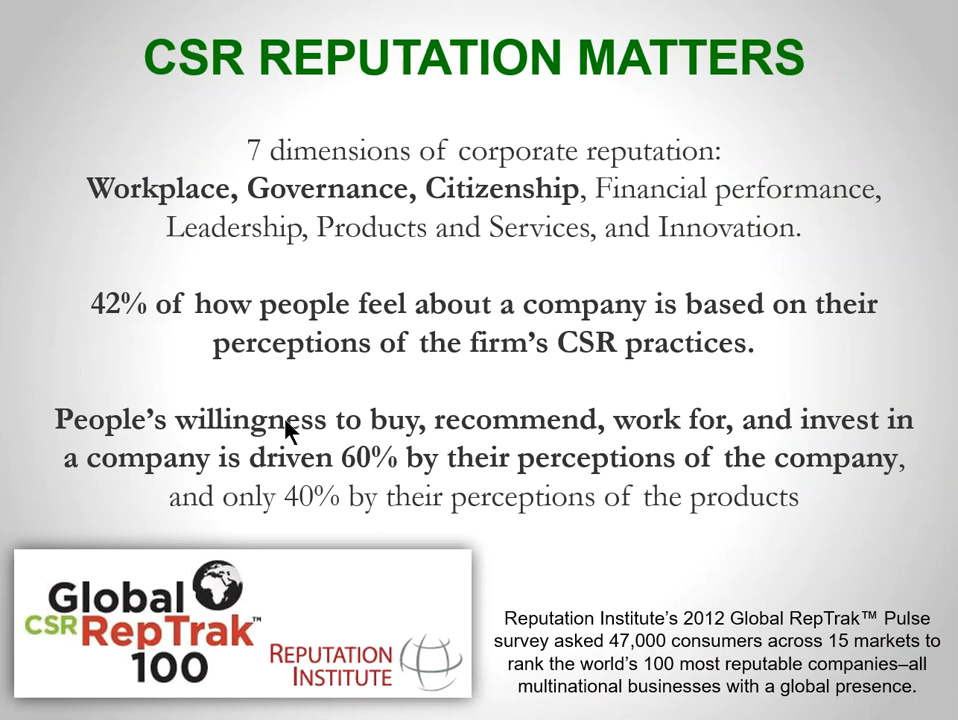 CSR REPUTATION MATTERS
7 dimensions of corporate reputation:
Workplace, Governance, Citizenship, Financial performance,
Leadership, Products and Services, and Innovation.
42% of how people feel about a company is based on their
perceptions of the firm’s CSR practices.
People’s willingness to buy, recommend, work for, and invest in
a company is driven 60% by their perceptions of the company,
and only 40% by their perceptions of the products
Global
CSR RepTrak™
100
REPUTATION
INSTITUTE
Reputation Institute’s 2012 Global RepTrak™ Pulse
survey asked 47,000 consumers across 15 markets to
rank the world’s 100 most reputable companies–all
multinational businesses with a global presence.